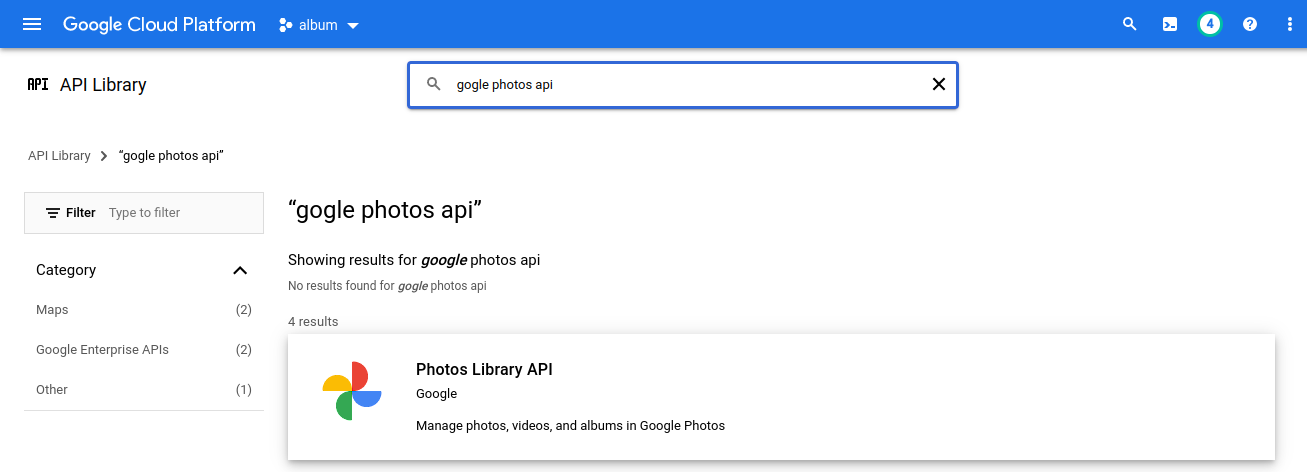 Google Cloud Platform album 4
API API Library gogle photos api
API Library “gogle photos api”
Filter Type to filter
“gogle photos api”
Showing results for google photos api
No results found for gogle photos api
Category
Maps (2)
Google Enterprise APIs (2)
Other (1)
4 results
Photos Library API
Google
Manage photos, videos, and albums in Google Photos